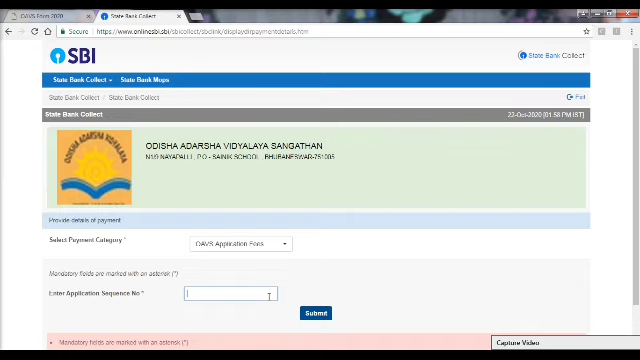 OAVS Form 2020
State Bank Collect
Secure
https://www.onlinesbi.sbi/sbicollect/sbclink/displaydirpaymentdetails.htm
SBI
State Bank Collect
State Bank Collect
State Bank Mops
State Bank Collect / State Bank Collect
Exit
State Bank Collect
22-Oct-2020 [01:58 PM IST]
ODISHA ADARSHA VIDYALAYA
ODISHA ADARSHA VIDYALAYA SANGATHAN
N1/9 NAYAPALLI, P.O - SAINIK SCHOOL, BHUBANESWAR-751005
Provide details of payment
Select Payment Category *
OAVS Application Fees
Mandatory fields are marked with an asterisk (*)
Enter Application Sequence No *
Submit
Mandatory fields are marked with an asterisk (*)
Capture Video